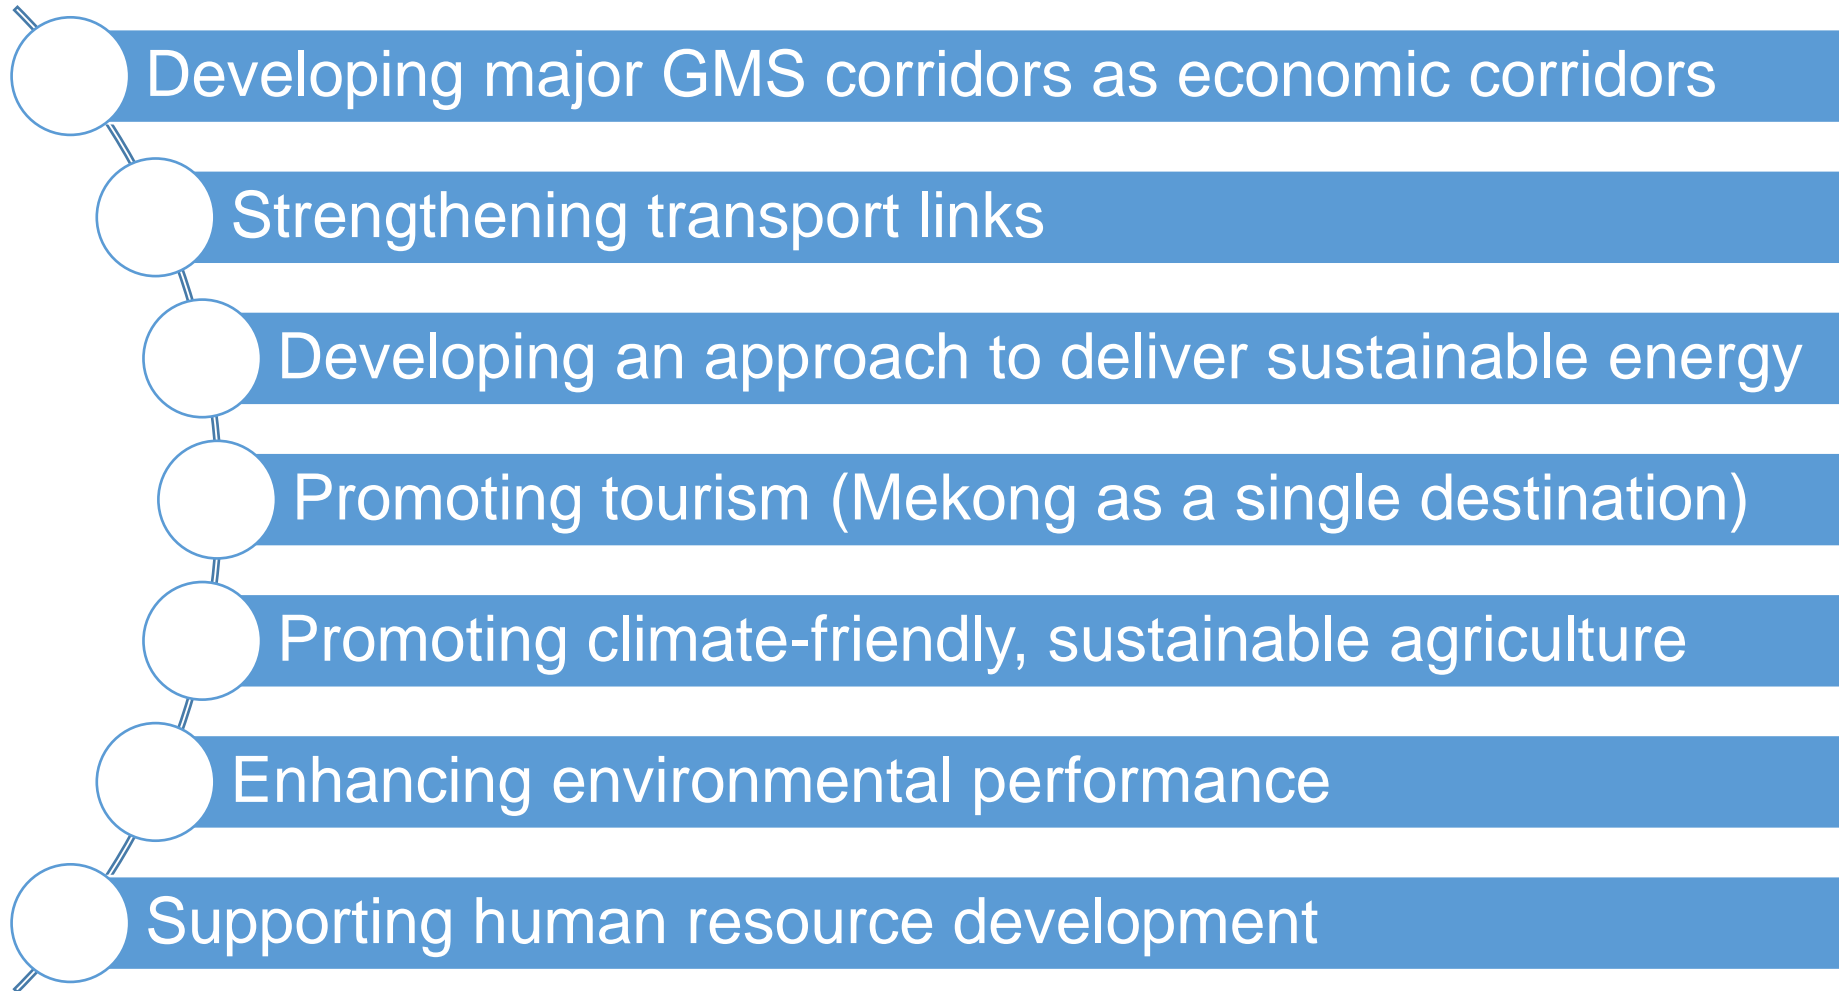 Developing major GMS corridors as economic corridors
Strengthening transport links
Developing an approach to deliver sustainable energy
Promoting tourism (Mekong as a single destination)
Promoting climate-friendly, sustainable agriculture
Enhancing environmental performance
Supporting human resource development